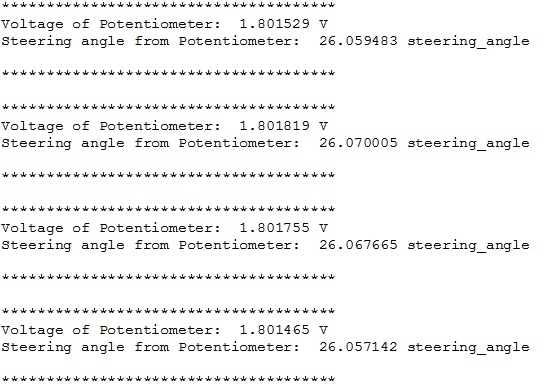 *************************************
Voltage of Potentiometer:  1.801529 V
Steering angle from Potentiometer:  26.059483 steering_angle
*************************************
*************************************
Voltage of Potentiometer:  1.801819 V
Steering angle from Potentiometer:  26.070005 steering_angle
*************************************
*************************************
Voltage of Potentiometer:  1.801755 V
Steering angle from Potentiometer:  26.067665 steering_angle
*************************************
*************************************
Voltage of Potentiometer:  1.801465 V
Steering angle from Potentiometer:  26.057142 steering_angle
*************************************